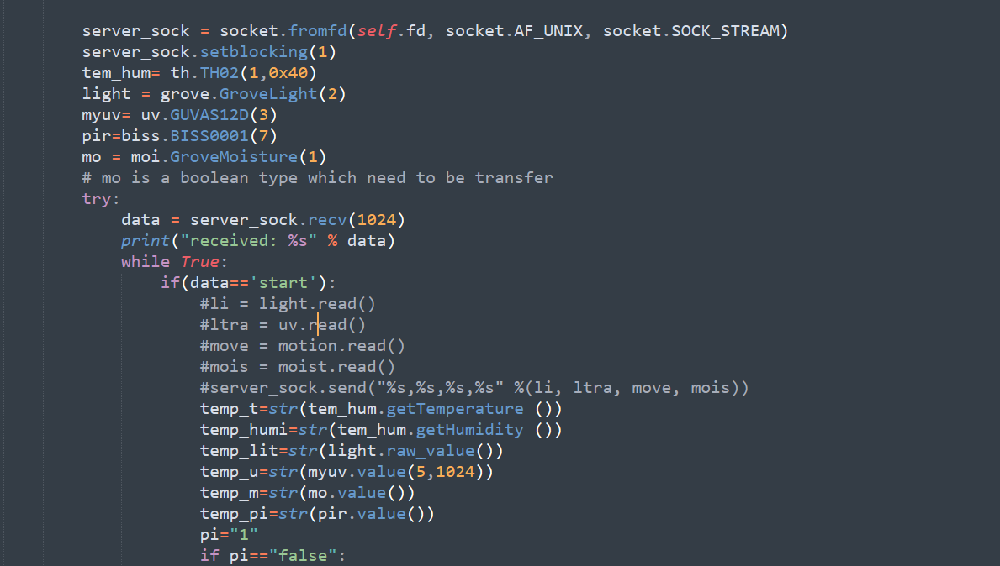 server_sock = socket.fromfd(self.fd, socket.AF_UNIX, socket.SOCK_STREAM)
server_sock.setblocking(1)
tem_hum= th.TH02(1,0x40)
light = grove.GroveLight(2)
myuv= uv.GUVAS12D(3)
pir=biss.BISS0001(7)
mo = moi.GroveMoisture(1)
# mo is a boolean type which need to be transfer
try:
    data = server_sock.recv(1024)
    print("received: %s" % data)
    while True:
        if(data=='start'):
            #li = light.read()
            #ltra = uv.read()
            #move = motion.read()
            #mois = moist.read()
            #server_sock.send("%s,%s,%s,%s" %(li, ltra, move, mois))
            temp_t=str(tem_hum.getTemperature ())
            temp_humi=str(tem_hum.getHumidity ())
            temp_lit=str(light.raw_value())
            temp_u=str(myuv.value(5,1024))
            temp_m=str(mo.value())
            temp_pi=str(pir.value())
            pi="1"
            if pi=="false":